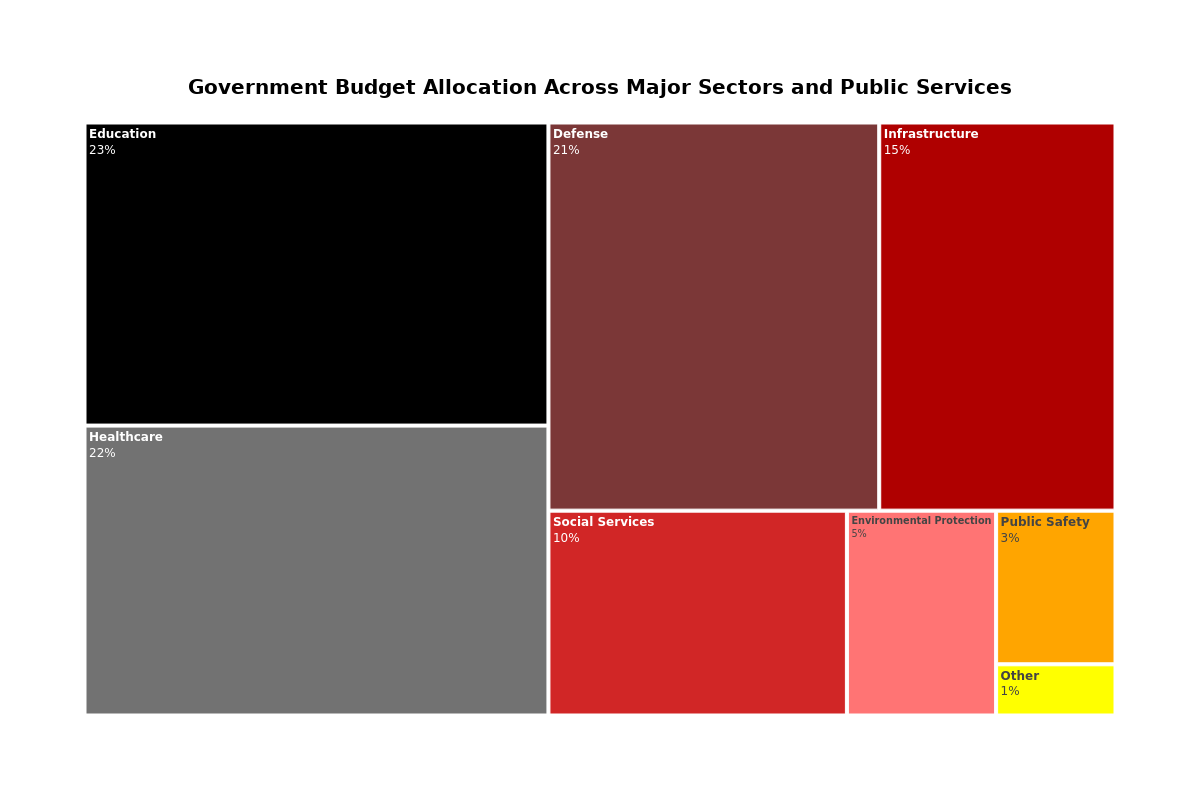 Government Budget Allocation Across Major Sectors and Public Services
Education
23%
Healthcare
22%
Defense
21%
Infrastructure
15%
Social Services
10%
Environmental Protection
5%
Public Safety
3%
Other
1%